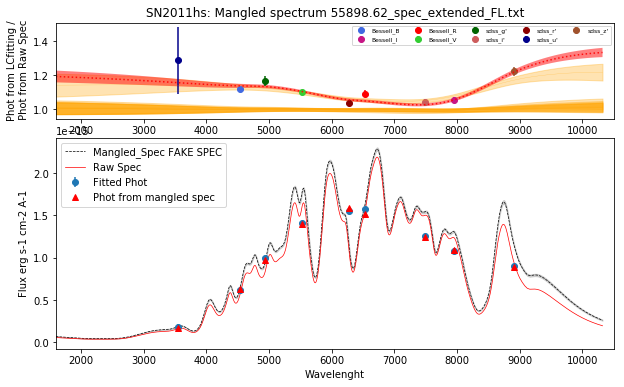 SN2011hs: Mangled spectrum 55898.62_spec_extended_FL.txt
Phot from LCfitting /
Phot from Raw Spec
1.4
1.2
1.0
Bessell_B
Bessell_R
sdss_g'
sdss_r'
sdss_z'
Bessell_I
Bessell_V
sdss_i'
sdss_u'
2000 3000 4000 5000 6000 7000 8000 9000 10000
Flux erg s-1 cm-2 A-1
2.0
1.5
1.0
0.5
0.0
Mangled_Spec FAKE SPEC
Raw Spec
Fitted Phot
Phot from mangled spec
2000 3000 4000 5000 6000 7000 8000 9000 10000
Wavelenght